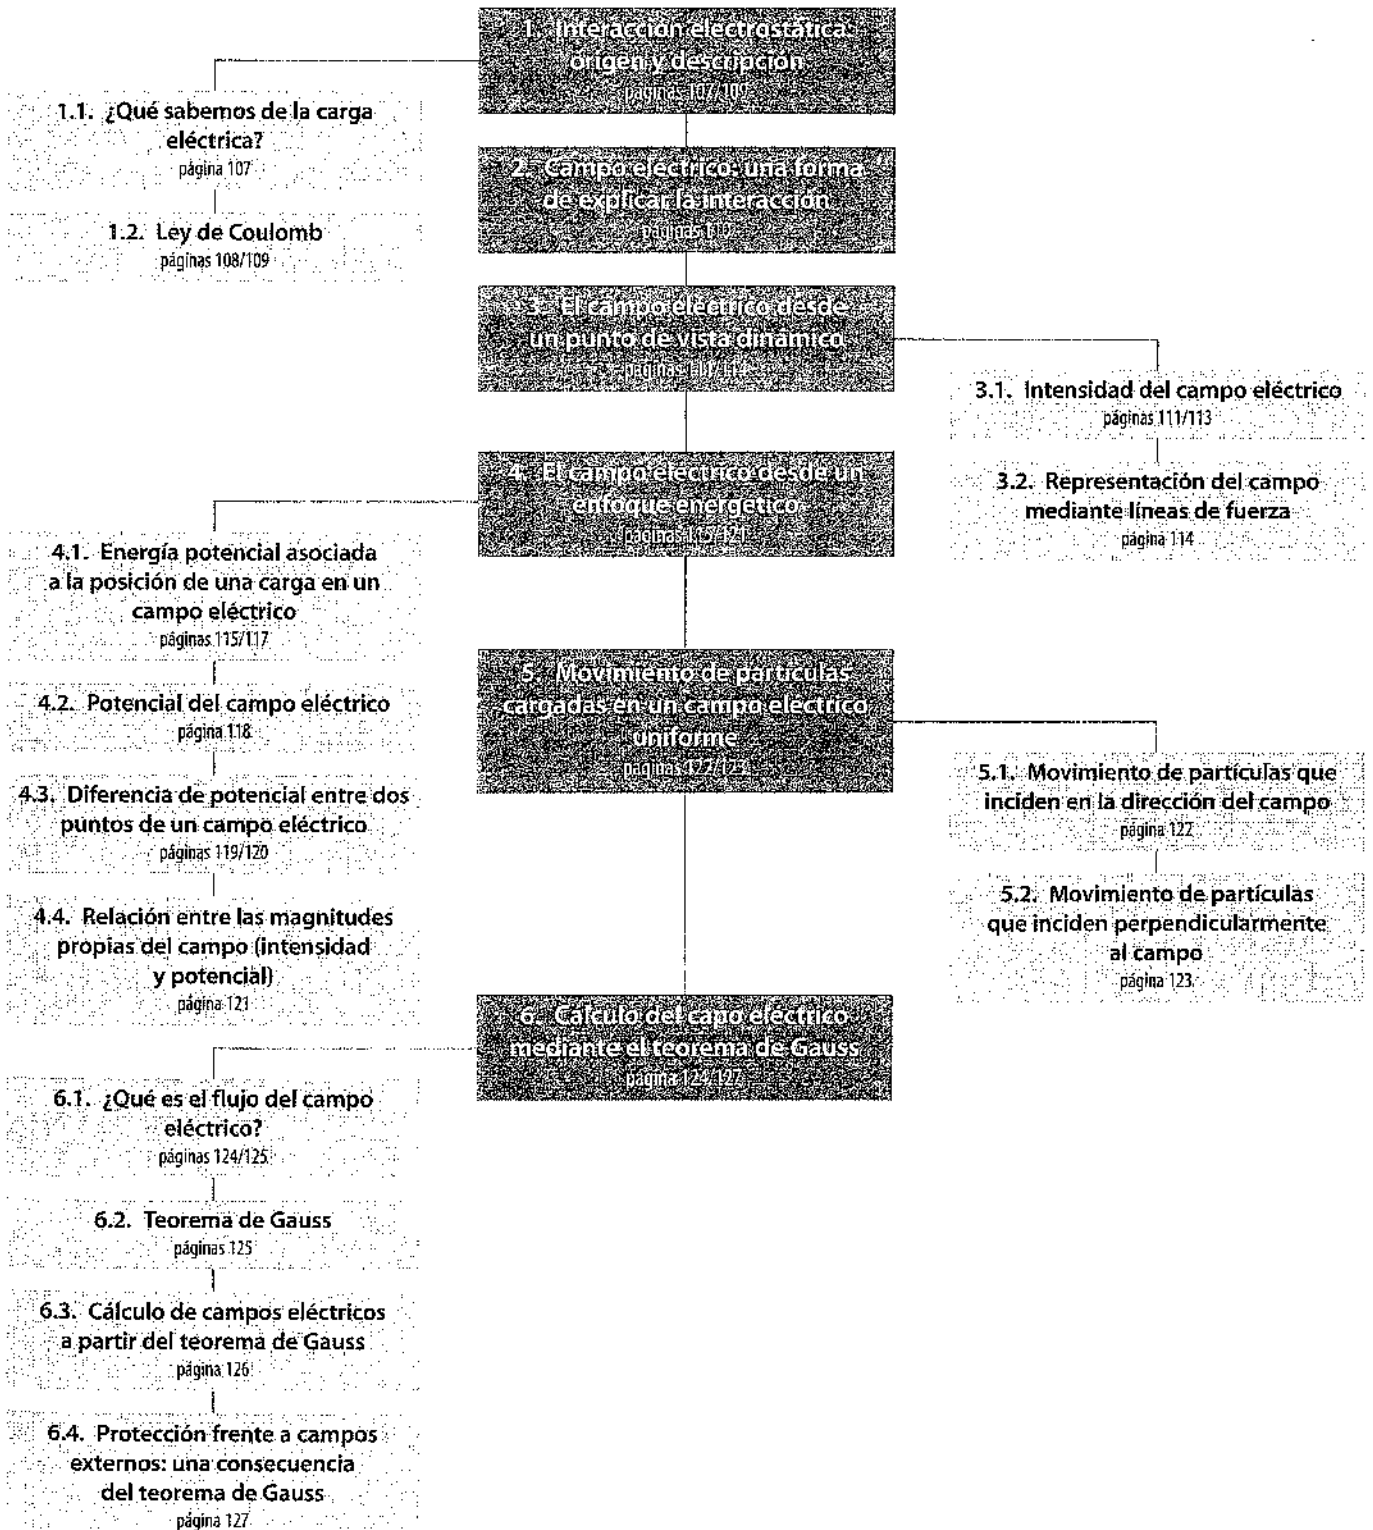 1. Interacción electrostática:
origen y descripción
páginas 107/109
1.1. ¿Qué sabemos de la carga
eléctrica?
página 107
1.2. Ley de Coulomb
páginas 108/109
2. Campo eléctrico: una forma
de explicar la interacción
páginas 110
3. El campo eléctrico desde
un punto de vista dinámico
páginas 111/114
3.1. Intensidad del campo eléctrico
páginas 111/113
3.2. Representación del campo
mediante líneas de fuerza
página 114
4. El campo eléctrico desde un
enfoque energético
páginas 115/121
4.1. Energía potencial asociada
a la posición de una carga en un
campo eléctrico
páginas 115/117
4.2. Potencial del campo eléctrico
página 118
4.3. Diferencia de potencial entre dos
puntos de un campo eléctrico
páginas 119/120
4.4. Relación entre las magnitudes
propias del campo (intensidad
y potencial)
página 121
5. Movimiento de partículas
cargadas en un campo eléctrico
uniforme
páginas 122/123
5.1. Movimiento de partículas que
inciden en la dirección del campo
página 122
5.2. Movimiento de partículas
que inciden perpendicularmente
al campo
página 123
6. Cálculo del capo eléctrico
mediante el teorema de Gauss
página 124/127
6.1. ¿Qué es el flujo del campo
eléctrico?
páginas 124/125
6.2. Teorema de Gauss
páginas 125
6.3. Cálculo de campos eléctricos
a partir del teorema de Gauss
página 126
6.4. Protección frente a campos
externos: una consecuencia
del teorema de Gauss
página 127